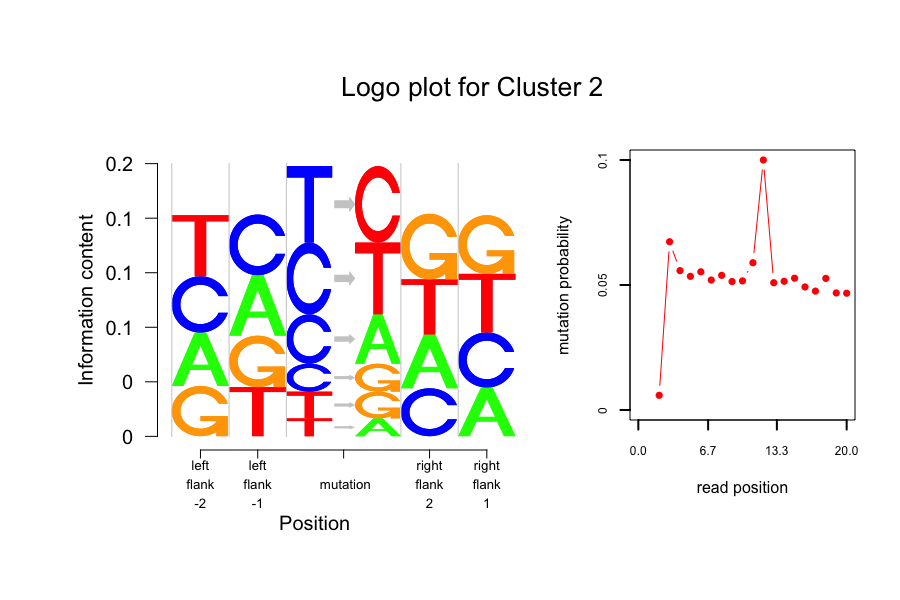 Logo plot for Cluster 2
Information content
0.2
0.1
0.1
0.1
0
0
T
C
A
G
C
A
G
T
T
C
C
C
T
T
C
T
A
G
G
A
G
T
A
C
G
T
C
A
left
flank
-2
left
flank
-1
mutation
right
flank
2
right
flank
1
Position
mutation probability
0.1
0.05
0
0.0 6.7 13.3 20.0
read position